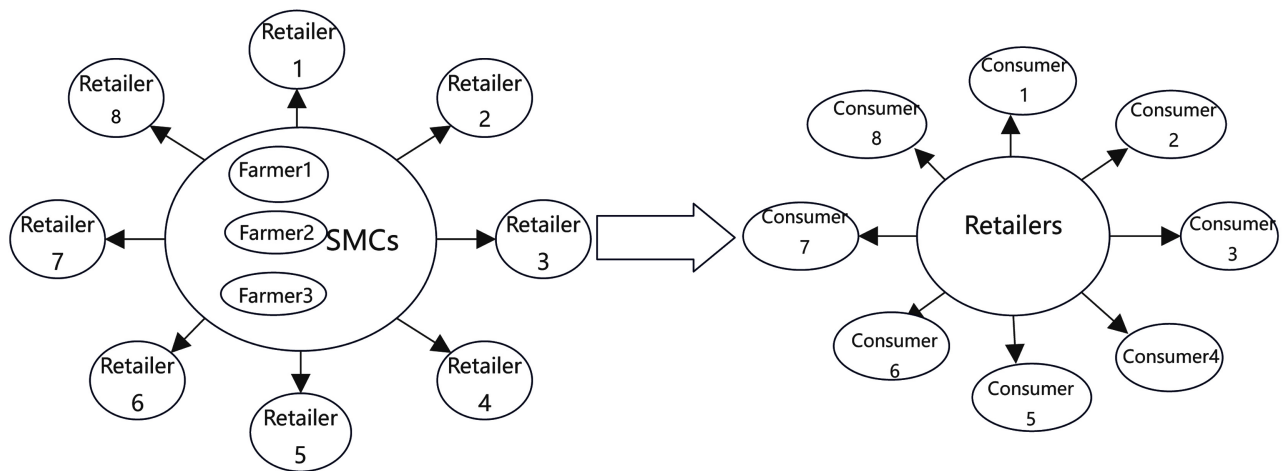 Retailer
1
Retailer
2
Retailer
3
Retailer
4
Retailer
5
Retailer
6
Retailer
7
Retailer
8
Farmer1
Farmer2
Farmer3
SMCs
Consumer
1
Consumer
2
Consumer
3
Consumer4
Consumer
5
Consumer
6
Consumer
7
Consumer
8
Retailers